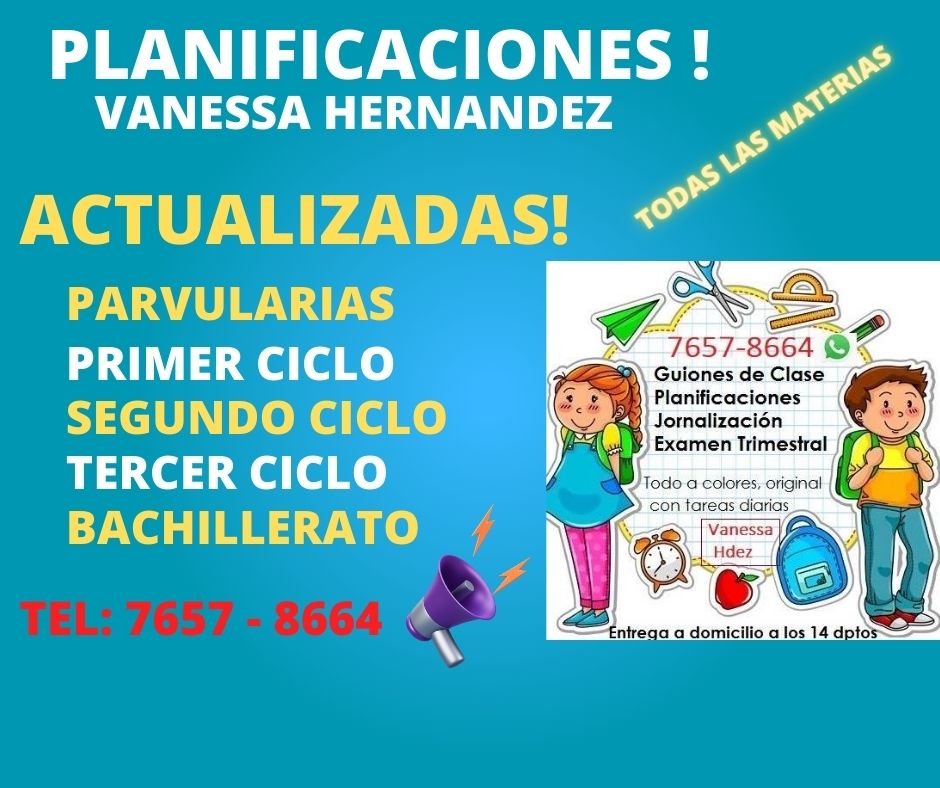 PLANIFICACIONES !
VANESSA HERNANDEZ
TODAS LAS MATERIAS
ACTUALIZADAS!
PARVULARIAS
PRIMER CICLO
SEGUNDO CICLO
TERCER CICLO
BACHILLERATO
TEL: 7657 - 8664
7657-8664
Guiones de Clase
Planificaciones
Jornalización
Examen Trimestral
Todo a colores, original
con tareas diarias
Vanessa
Hdez
Entrega a domicilio a los 14 dptos